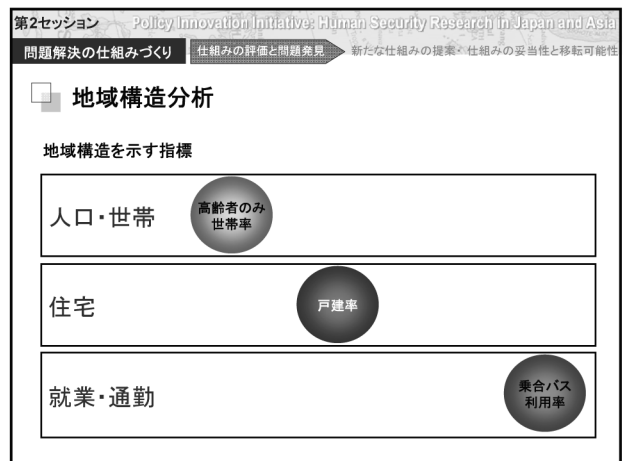 第2セッション Policy Innovation Initiative: Human Security Research in Japan and Asia
問題解決の仕組みづくり 仕組みの評価と問題発見 新たな仕組みの提案・仕組みの妥当性と移転可能性
地域構造分析
地域構造を示す指標
人口・世帯
高齢者のみ
世帯率
住宅
戸建率
就業・通勤
乗合バス
利用率